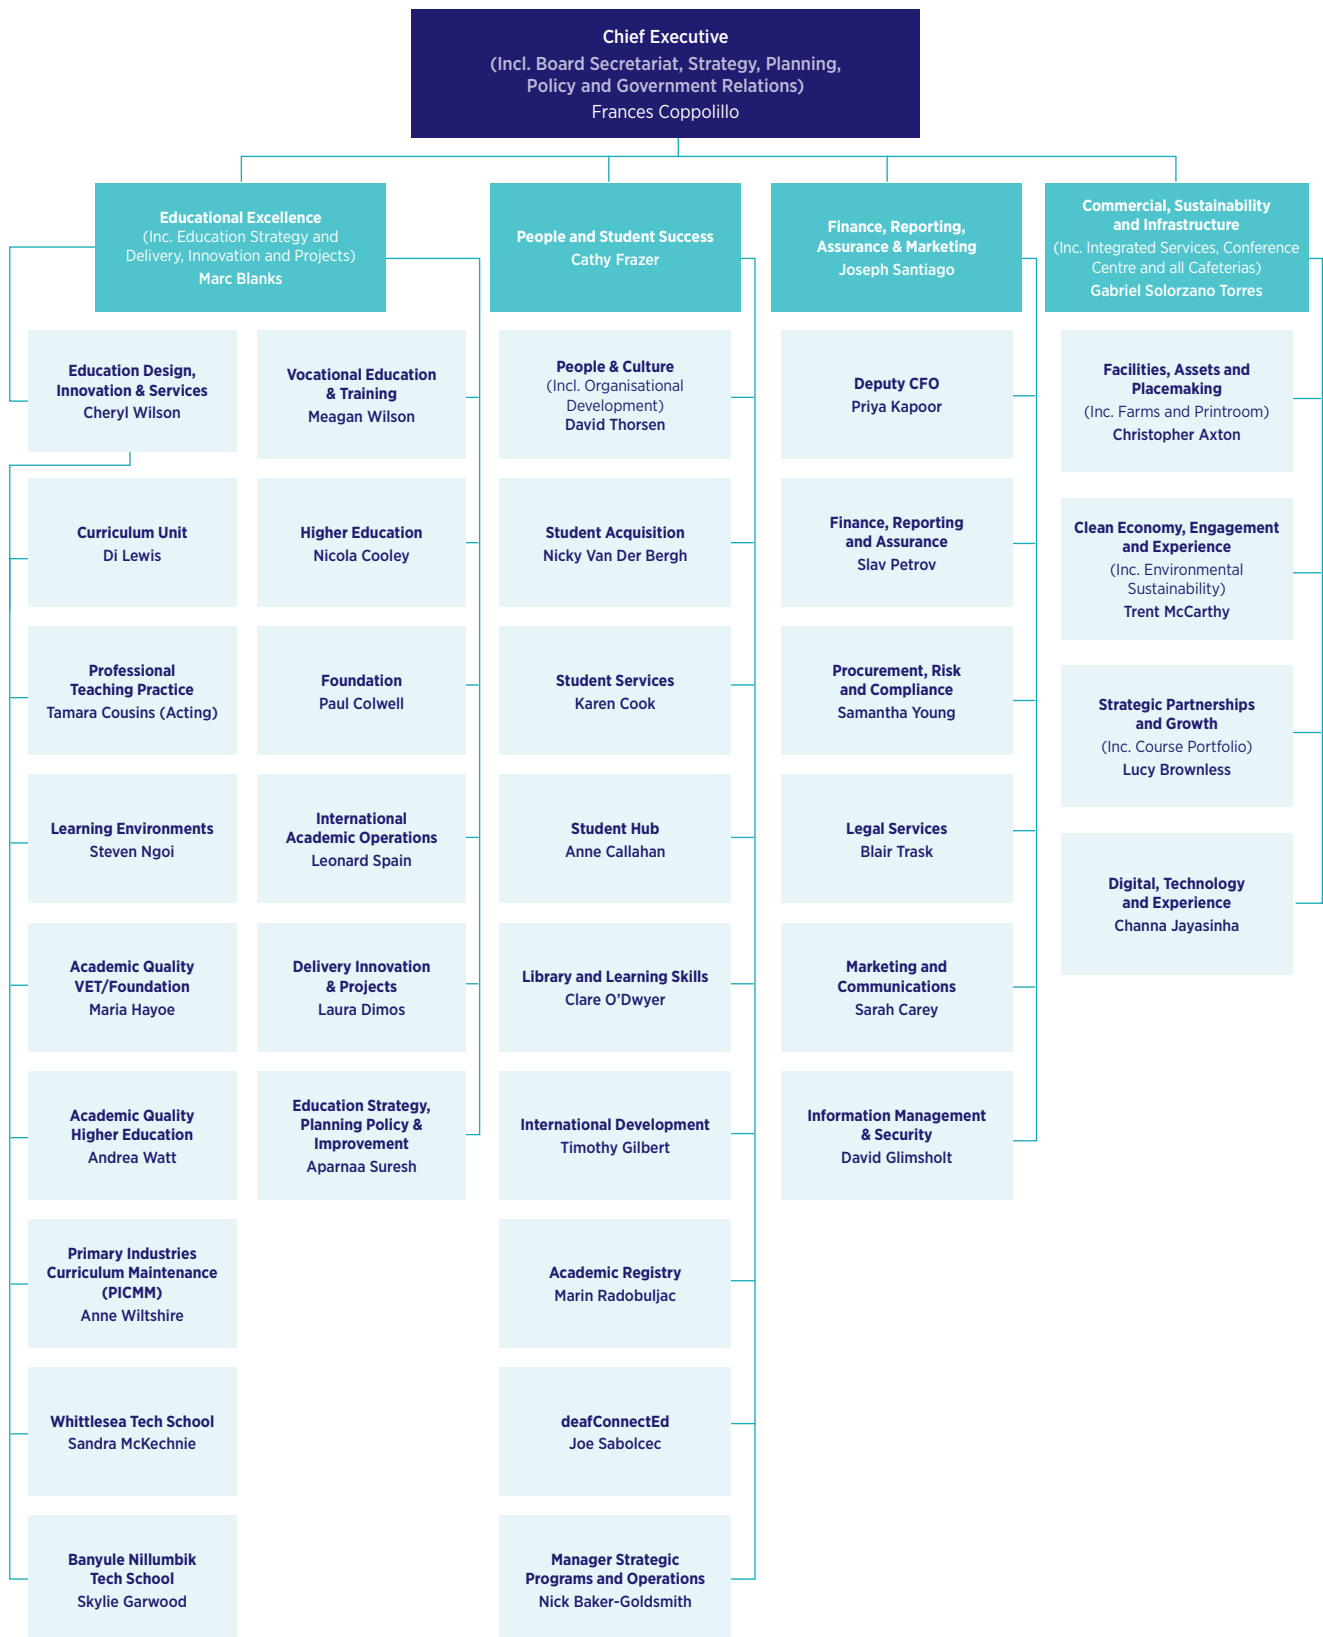 Chief Executive
(Incl. Board Secretariat, Strategy, Planning,
Policy and Government Relations)
Frances Coppolillo
Educational Excellence
(Inc. Education Strategy and
Delivery, Innovation and Projects)
Marc Blanks
People and Student Success
Cathy Frazer
Finance, Reporting,
Assurance & Marketing
Joseph Santiago
Commercial, Sustainability
and Infrastructure
(Inc. Integrated Services, Conference
Centre and all Cafeterias)
Gabriel Solorzano Torres
Education Design,
Innovation & Services
Cheryl Wilson
Curriculum Unit
Di Lewis
Professional
Teaching Practice
Tamara Cousins (Acting)
Learning Environments
Steven Ngoi
Academic Quality
VET/Foundation
Maria Hayoe
Academic Quality
Higher Education
Andrea Watt
Primary Industries
Curriculum Maintenance
(PICMM)
Anne Wiltshire
Whittlesea Tech School
Sandra McKechnie
Banyule Nillumbik
Tech School
Skylie Garwood
Vocational Education
& Training
Meagan Wilson
Higher Education
Nicola Cooley
Foundation
Paul Colwell
International
Academic Operations
Leonard Spain
Delivery Innovation
& Projects
Laura Dimos
Education Strategy,
Planning Policy &
Improvement
Aparnaa Suresh
People & Culture
(Incl. Organisational
Development)
David Thorsen
Student Acquisition
Nicky Van Der Bergh
Student Services
Karen Cook
Student Hub
Anne Callahan
Library and Learning Skills
Clare O’Dwyer
International Development
Timothy Gilbert
Academic Registry
Marin Radobuljac
deafConnectEd
Joe Sabolcec
Manager Strategic
Programs and Operations
Nick Baker-Goldsmith
Deputy CFO
Priya Kapoor
Finance, Reporting
and Assurance
Slav Petrov
Procurement, Risk
and Compliance
Samantha Young
Legal Services
Blair Trask
Marketing and
Communications
Sarah Carey
Information Management
& Security
David Glimsholt
Facilities, Assets and
Placemaking
(Inc. Farms and Printroom)
Christopher Axton
Clean Economy, Engagement
and Experience
(Inc. Environmental
Sustainability)
Trent McCarthy
Strategic Partnerships
and Growth
(Inc. Course Portfolio)
Lucy Brownless
Digital, Technology
and Experience
Channa Jayasinha